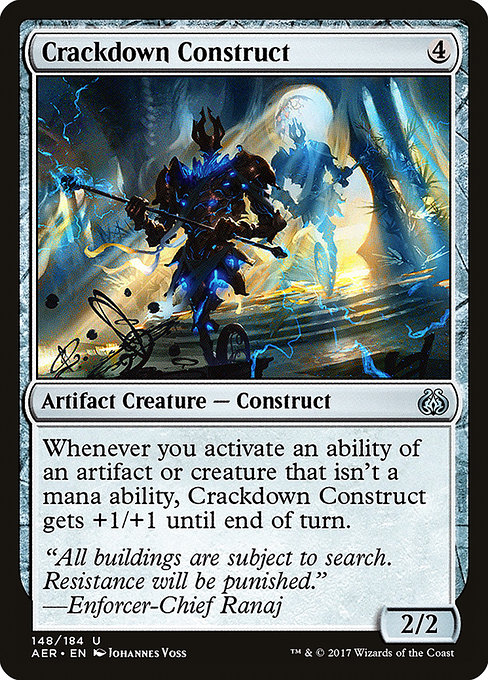 Crackdown Construct 4
Artifact Creature — Construct
Whenever you activate an ability of
an artifact or creature that isn't a
mana ability, Crackdown Construct
gets +1/+1 until end of turn.
“All buildings are subject to search.
Resistance will be punished.”
—Enforcer-Chief Ranaj
2/2
148/184 U
AER • EN Johannes Voss
™ & © 2017 Wizards of the Coast